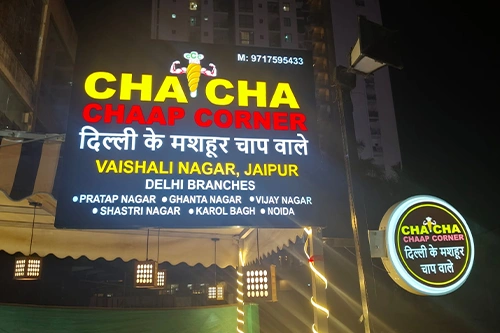 M: 9717595433
CHA CHA
CHAAP CORNER
दिल्ली के मशहूर चाप वाले
VAISHALI NAGAR, JAIPUR
DELHI BRANCHES
• PRATAP NAGAR • GHANTA NAGAR • VIJAY NAGAR
• SHASTRI NAGAR • KAROL BAGH • NOIDA
CHA CHA
CHAAP CORNER
दिल्ली के मशहूर
चाप वाले